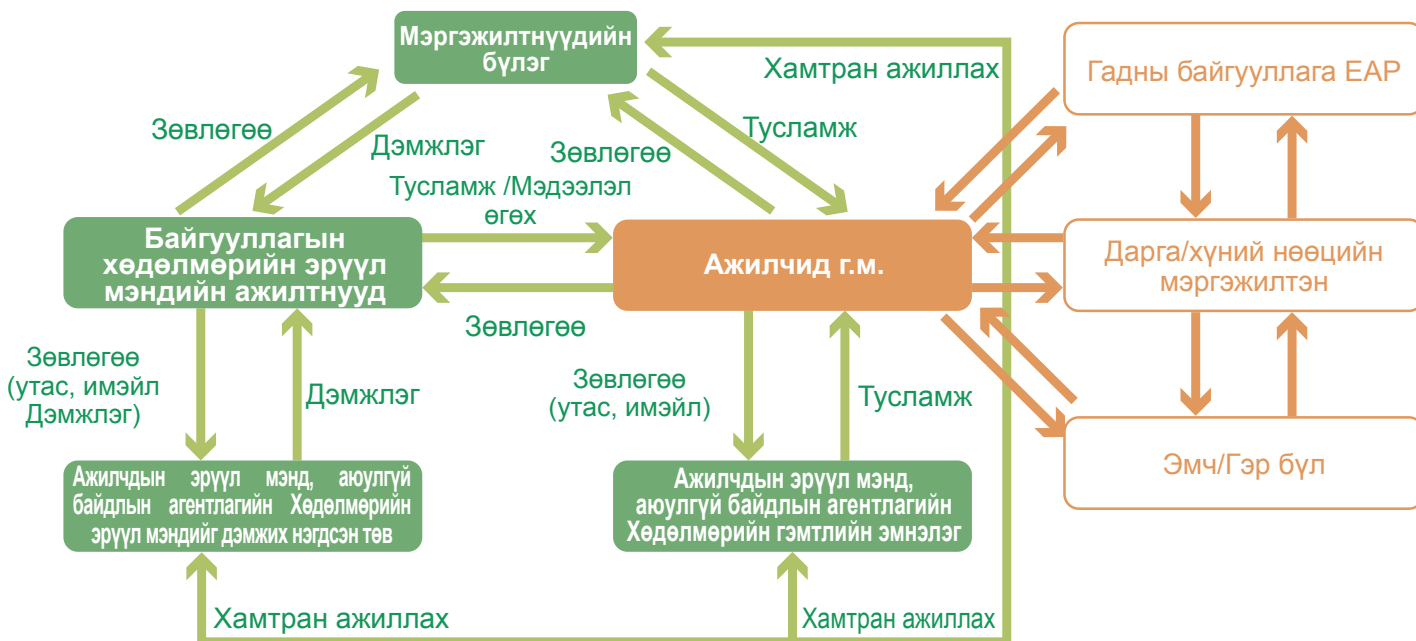 Мэргэжилтнүүдийн
бүлэг
Хамтран ажиллах
Гадны байгууллага EAP
Зөвлөгөө
Дэмжлэг
Зөвлөгөө
Тусламж
Тусламж /Мэдээлэл
өгөх
Байгууллагын
хөдөлмөрийн эрүүл
мэндийн ажилтнууд
Ажилчид г.м.
Дарга/хүний нөөцийн
мэргэжилтэн
Зөвлөгөө
Зөвлөгөө
(утас, имэйл
Дэмжлэг)
Дэмжлэг
Зөвлөгөө
(утас, имэйл)
Тусламж
Эмч/Гэр бүл
Ажилчдын эрүүл мэнд, аюулгүй
байдлын агентлагийн Хөдөлмөрийн
эрүүл мэндийг дэмжих нэгдсэн төв
Ажилчдын эрүүл мэнд,
аюулгүй байдлын агентлагийн
Хөдөлмөрийн гэмтлийн эмнэлэг
Хамтран ажиллах
Хамтран ажиллах